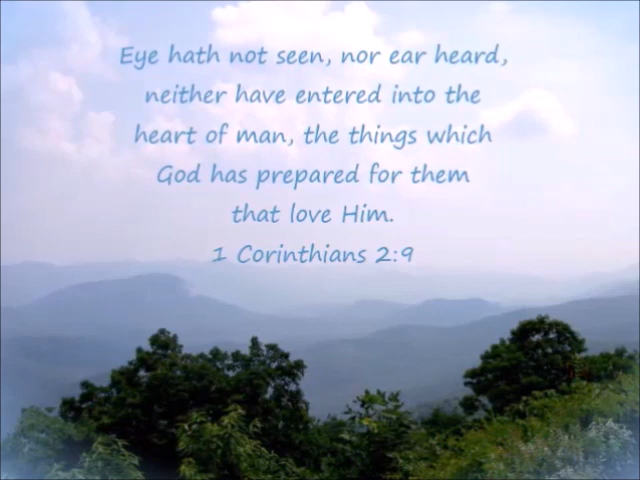 Eye hath not seen, nor ear heard,
neither have entered into the
heart of man, the things which
God has prepared for them
that love Him.
1 Corinthians 2:9